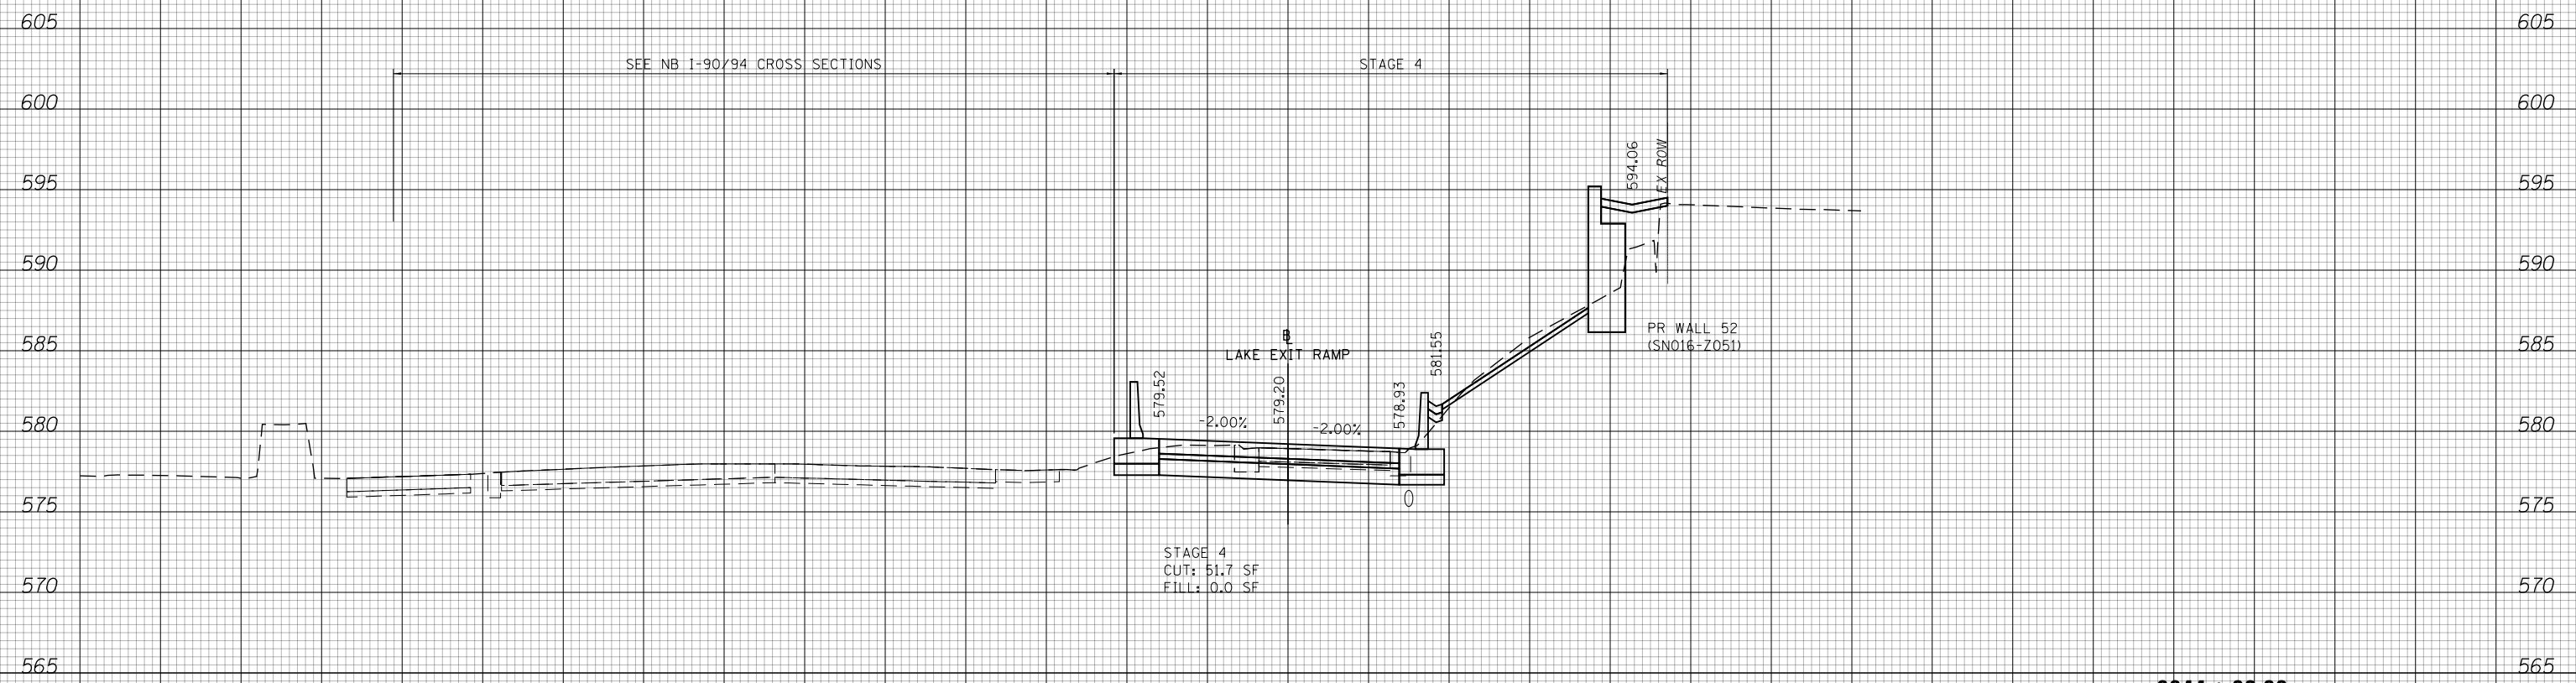 605 605
SEE NB I-90/94 CROSS SECTIONS STAGE 4
600 600
594.06
EX ROW
595 595
590 590
PR WALL 52
(SN016-Z051)
585 585
LAKE EXIT RAMP
581.55
579.52
579.20
578.93
-2.00% -2.00%
580 580
575 575
STAGE 4
CUT: 51.7 SF
FILL: 0.0 SF
570 570
565 565